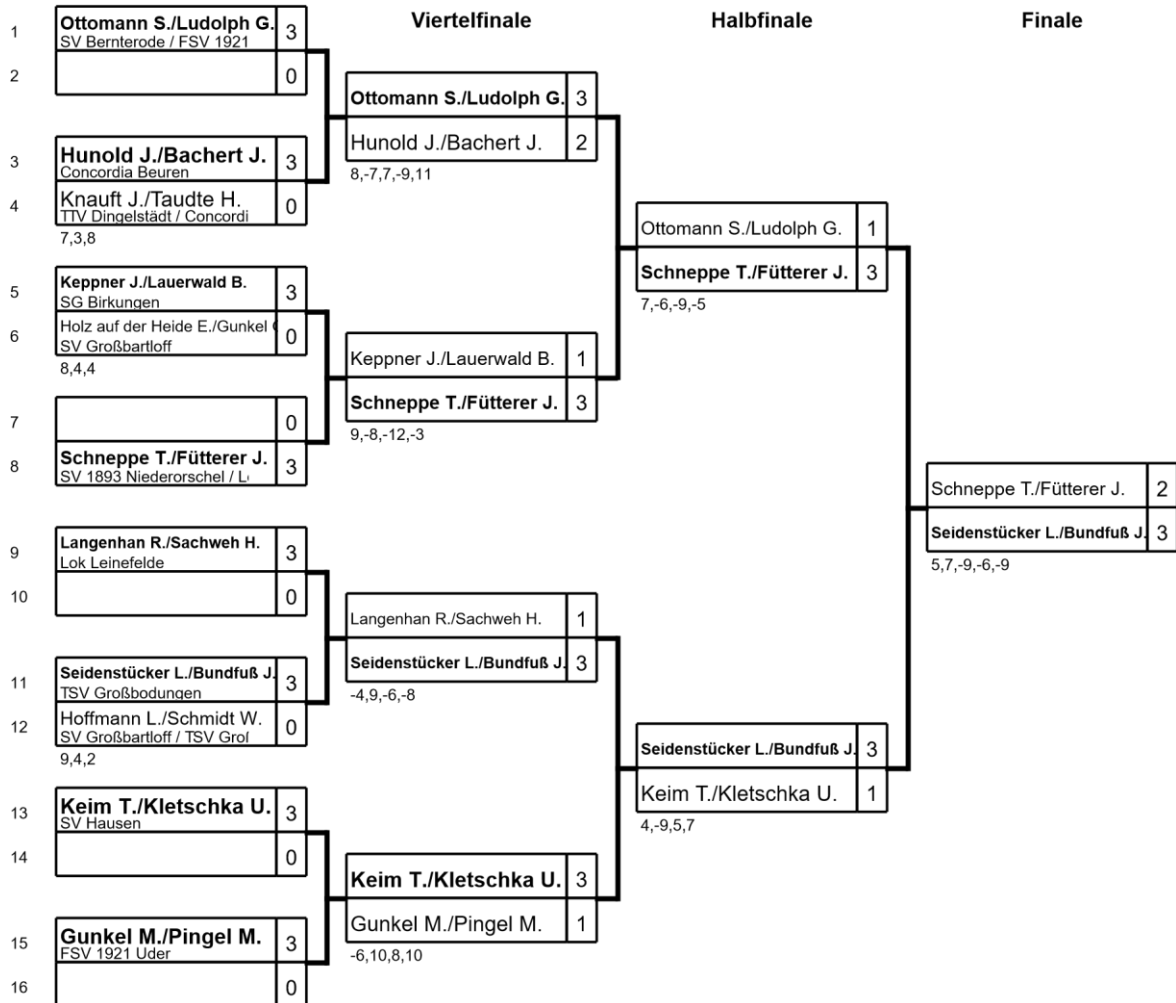 Viertelfinale
Halbfinale
Finale
1
Ottomann S./Ludolph G. 3
SV Bernterode / FSV 1921
2
0
3
Hunold J./Bachert J. 3
Concordia Beuren
4
Knauft J./Taudte H. 0
TTV Dingelstädt / Concordi
7,3,8
5
Keppner J./Lauerwald B. 3
SG Birkungen
6
Holz auf der Heide E./Gunkel 0
SV Großbartloff
8,4,4
7
0
8
Schneppe T./Fütterer J. 3
SV 1893 Niederorschel /
9
Langenhan R./Sachweh H. 3
Lok Leinefelde
10
0
11
Seidenstücker L./Bundfuß J. 3
TSV Großbodungen
12
Hoffmann L./Schmidt W. 0
SV Großbartloff / TSV
9,4,2
13
Keim T./Kletschka U. 3
SV Hausen
14
0
15
Gunkel M./Pingel M. 3
FSV 1921 Uder
16
0
Ottomann S./Ludolph G. 3
Hunold J./Bachert J. 2
8,-7,7,-9,11
Keppner J./Lauerwald B. 1
Schneppe T./Fütterer J. 3
9,-8,-12,-3
Langenhan R./Sachweh H. 1
Seidenstücker L./Bundfuß J. 3
-4,9,-6,-8
Keim T./Kletschka U. 3
Gunkel M./Pingel M. 1
-6,10,8,10
Ottomann S./Ludolph G. 1
Schneppe T./Fütterer J. 3
7,-6,-9,-5
Seidenstücker L./Bundfuß J. 3
Keim T./Kletschka U. 1
4,-9,5,7
Schneppe T./Fütterer J. 2
Seidenstücker L./Bundfuß J. 3
5,7,-9,-6,-9